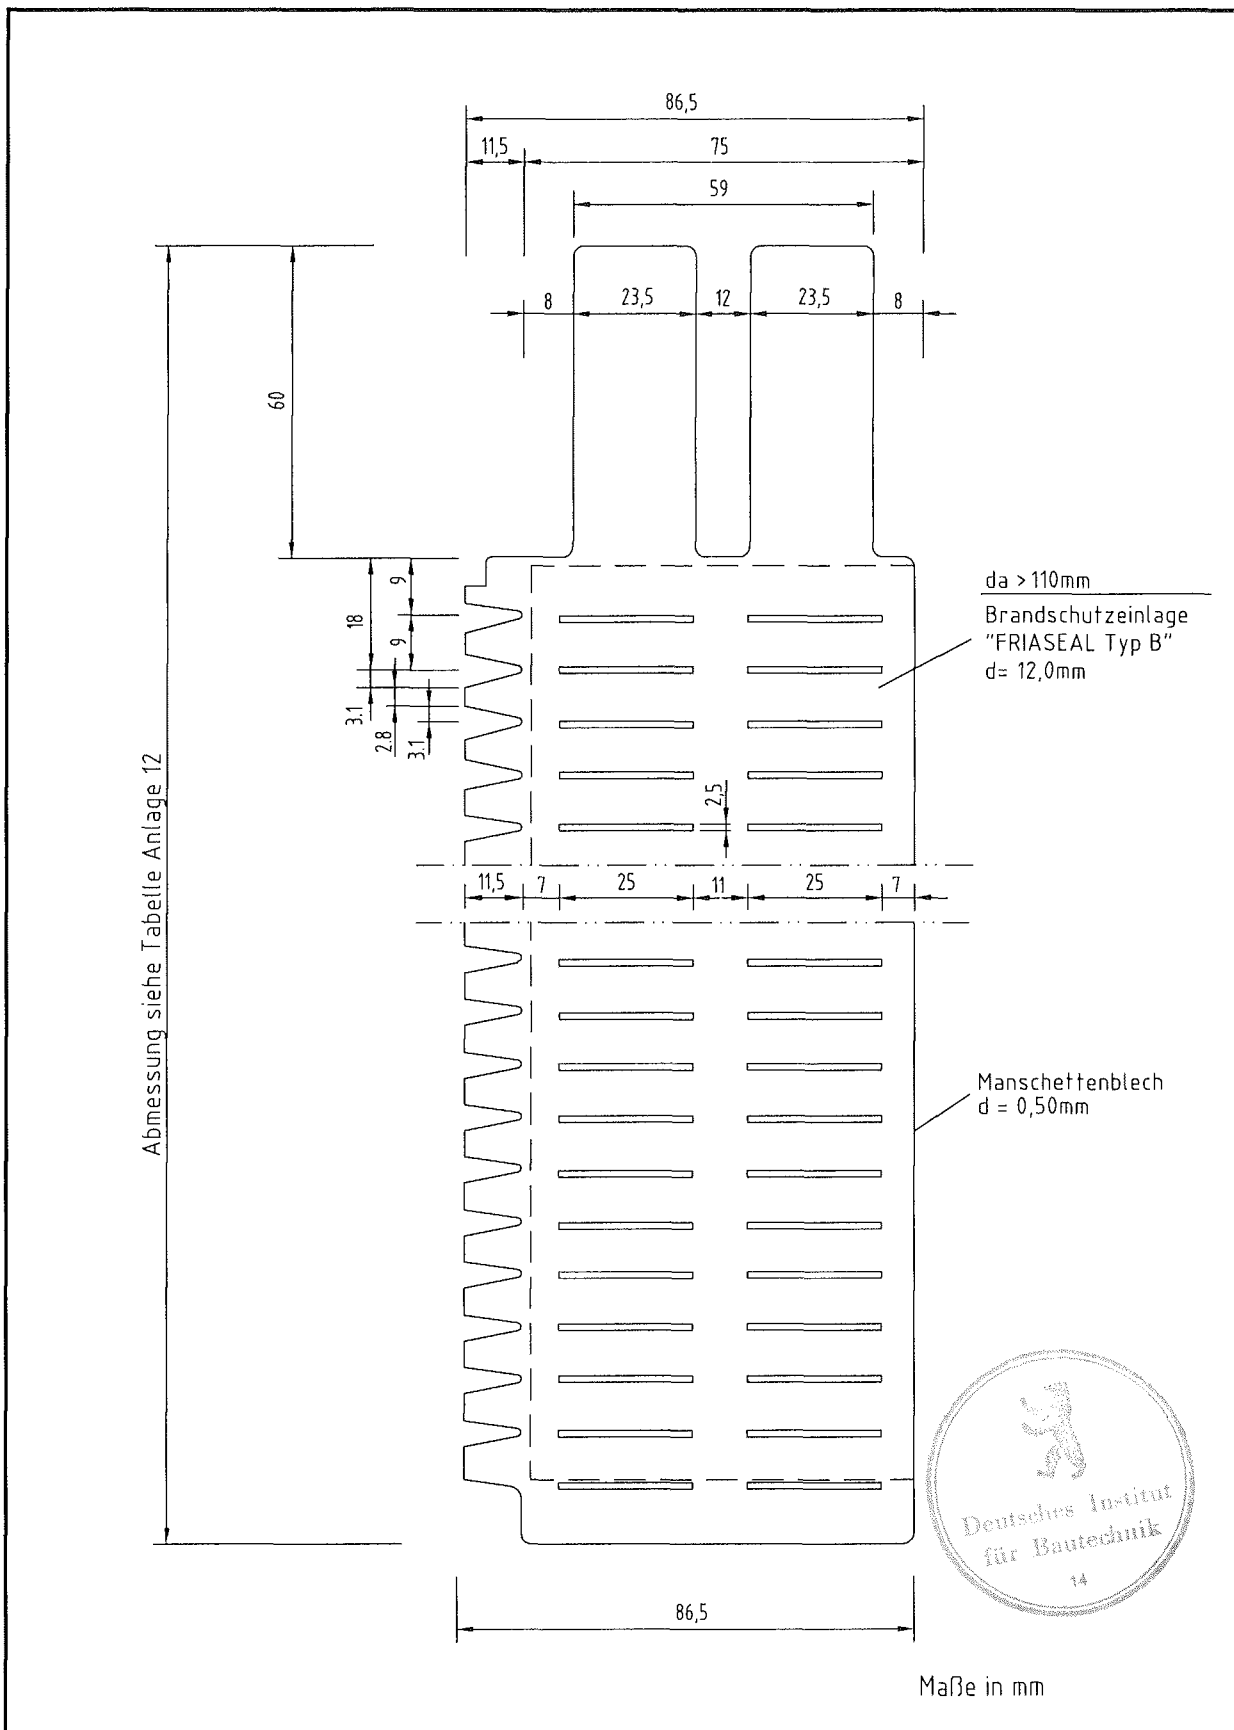 86,5
11,5
75
59
8
23,5
12
23,5
8
60
9
18
9
3.1
2.8
3.1
da >110mm
Brandschutzeinlage
"FRIASEAL Typ B"
d= 12,0mm
2,5
Abmessung siehe Tabelle Anlage 12
11,5
7
25
11
25
7
Manschettenblech
d = 0,50mm
Deutsches Institut
für Bautechnik
14
86,5
Maße in mm